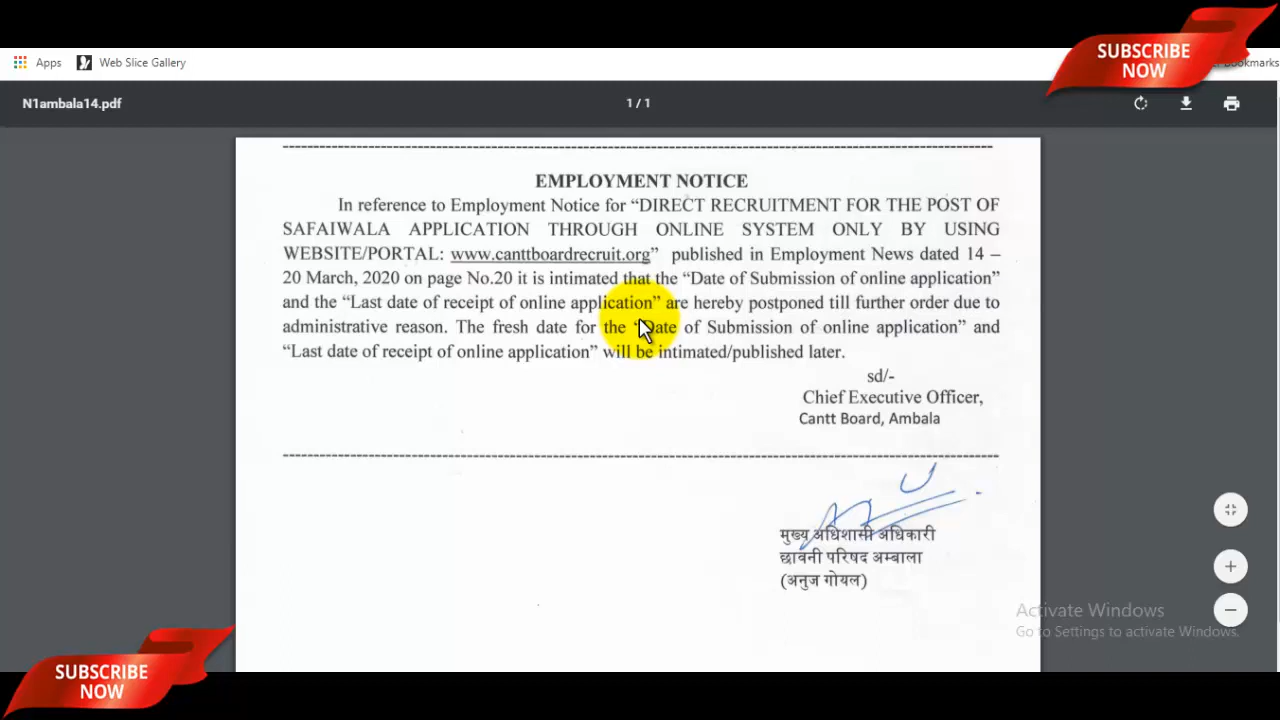 SUBSCRIBE
NOW
Apps Web Slice Gallery
Bookmarks
N1ambala14.pdf 1 / 1
EMPLOYMENT NOTICE
In reference to Employment Notice for “DIRECT RECRUITMENT FOR THE POST OF
SAFAIWALA APPLICATION THROUGH ONLINE SYSTEM ONLY BY USING
WEBSITE/PORTAL: www.canttboardrecruit.org” published in Employment News dated 14 –
20 March, 2020 on page No.20 it is intimated that the “Date of Submission of online application”
and the “Last date of receipt of online application” are hereby postponed till further order due to
administrative reason. The fresh date for the “Date of Submission of online application” and
“Last date of receipt of online application” will be intimated/published later.
sd/-
Chief Executive Officer,
Cantt Board, Ambala
मुख्य अधिशासी अधिकारी
छावनी परिषद अम्बाला
(अनुज गोयल)
Activate Windows
Go to Settings to activate Windows.
SUBSCRIBE
NOW